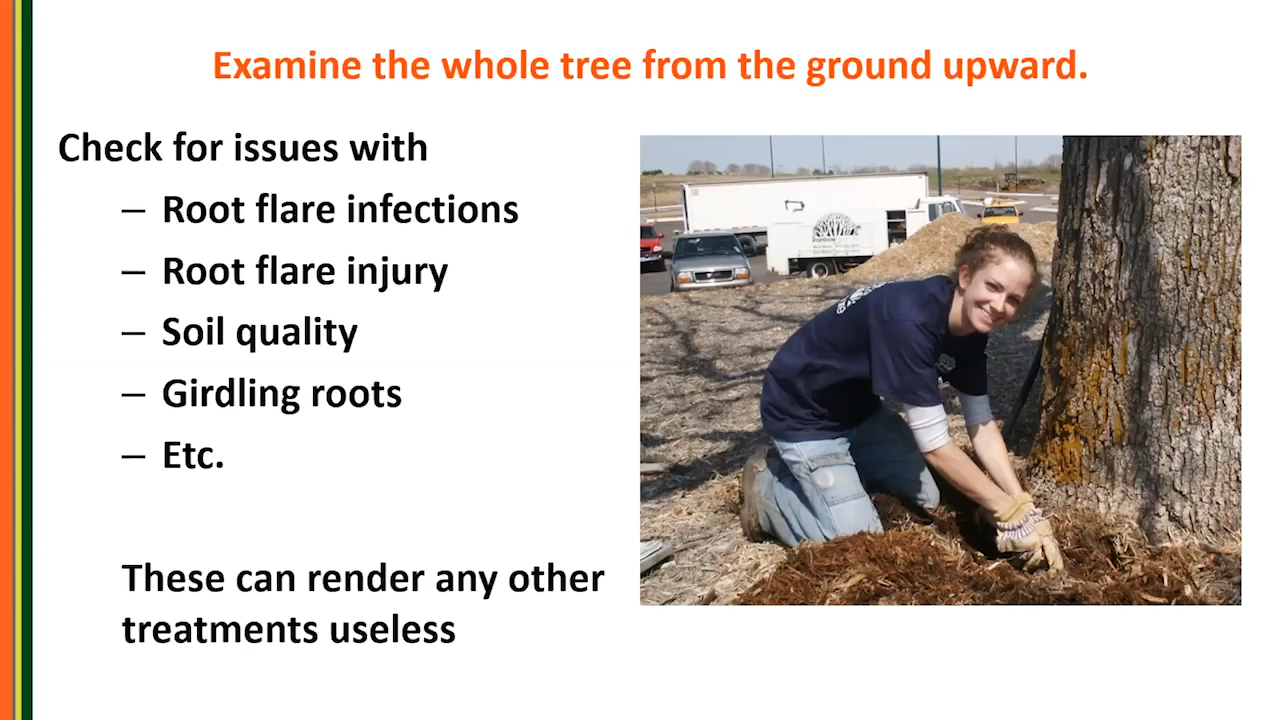 Examine the whole tree from the ground upward.
Check for issues with
– Root flare infections
– Root flare injury
– Soil quality
– Girdling roots
– Etc.
These can render any other
treatments useless
Rainbow